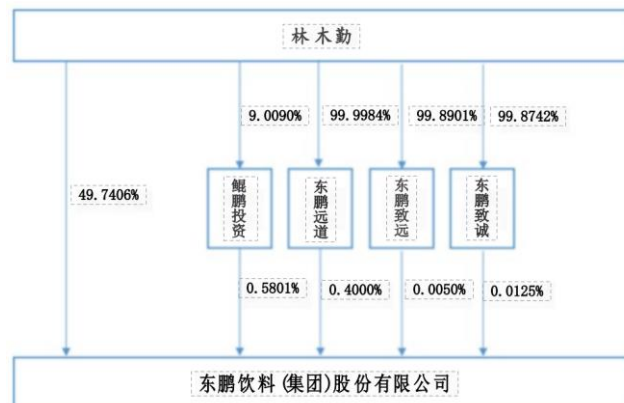 林木勤
9.0090%
99.9984%
99.8901%
99.8742%
49.7406%
鲲鹏投资
东鹏远道
东鹏致远
东鹏致诚
0.5801%
0.4000%
0.0050%
0.0125%
东鹏饮料(集团)股份有限公司